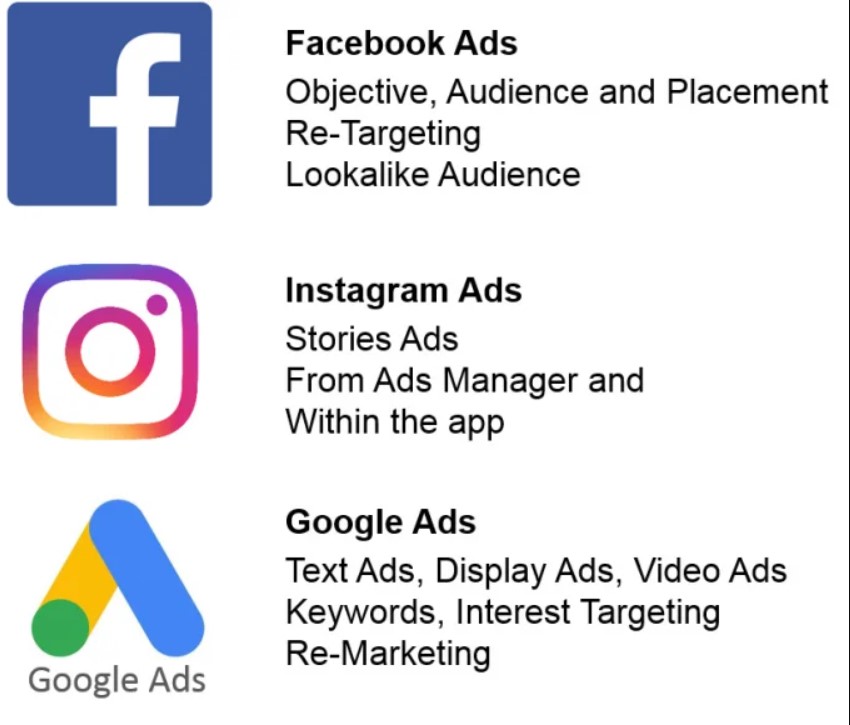 Facebook Ads
Objective, Audience and Placement
Re-Targeting
Lookalike Audience
Instagram Ads
Stories Ads
From Ads Manager and
Within the app
Google Ads
Text Ads, Display Ads, Video Ads
Keywords, Interest Targeting
Re-Marketing
Google Ads